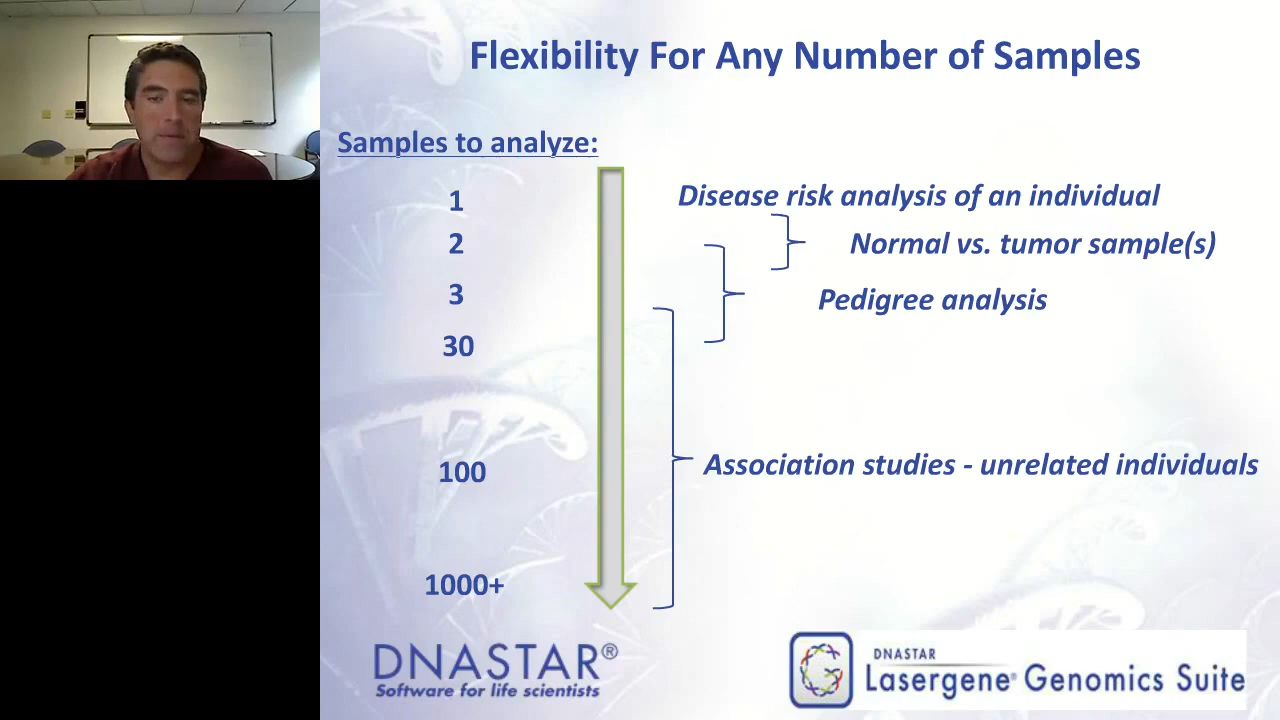 Flexibility For Any Number of Samples
Samples to analyze:
1
Disease risk analysis of an individual
2
Normal vs. tumor sample(s)
3
Pedigree analysis
30
100
Association studies - unrelated individuals
1000+
DNASTAR®
Software for life scientists
DNASTAR
Lasergene® Genomics Suite